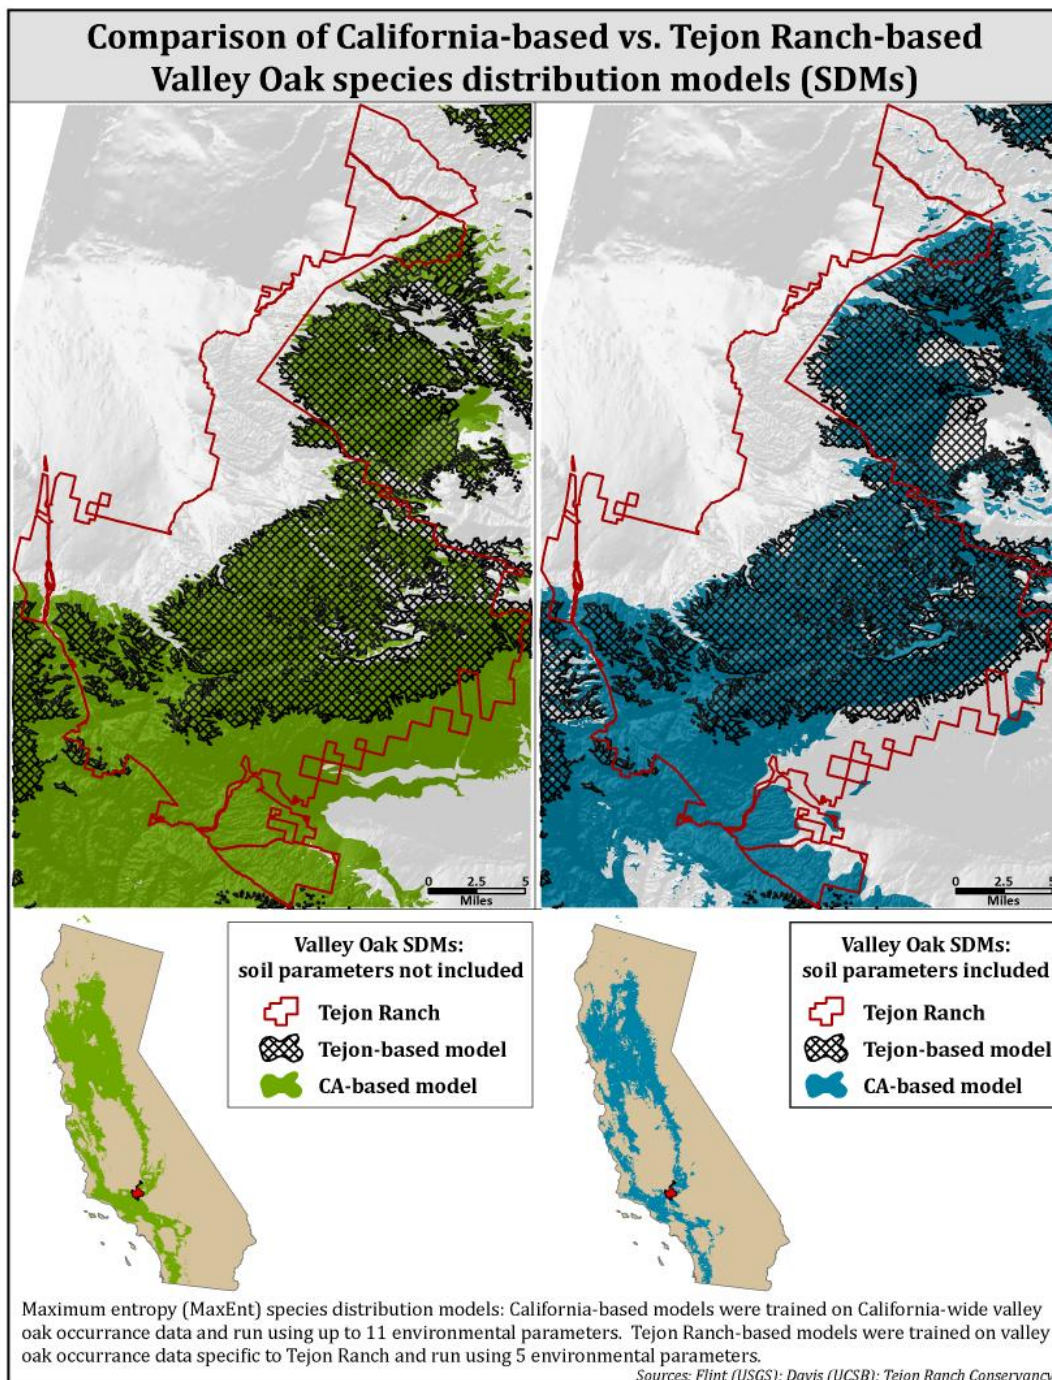 Comparison of California-based vs. Tejon Ranch-based
Valley Oak species distribution models (SDMs)
0 2.5 5
Miles
0 2.5 5
Miles
Valley Oak SDMs:
soil parameters not included
Tejon Ranch
Tejon-based model
CA-based model
Valley Oak SDMs:
soil parameters included
Tejon Ranch
Tejon-based model
CA-based model
Maximum entropy (MaxEnt) species distribution models: California-based models were trained on California-wide valley
oak occurrance data and run using up to 11 environmental parameters. Tejon Ranch-based models were trained on valley
oak occurrance data specific to Tejon Ranch and run using 5 environmental parameters.
Sources: Flint (USGS); Davis (UCSB); Tejon Ranch Conservancy